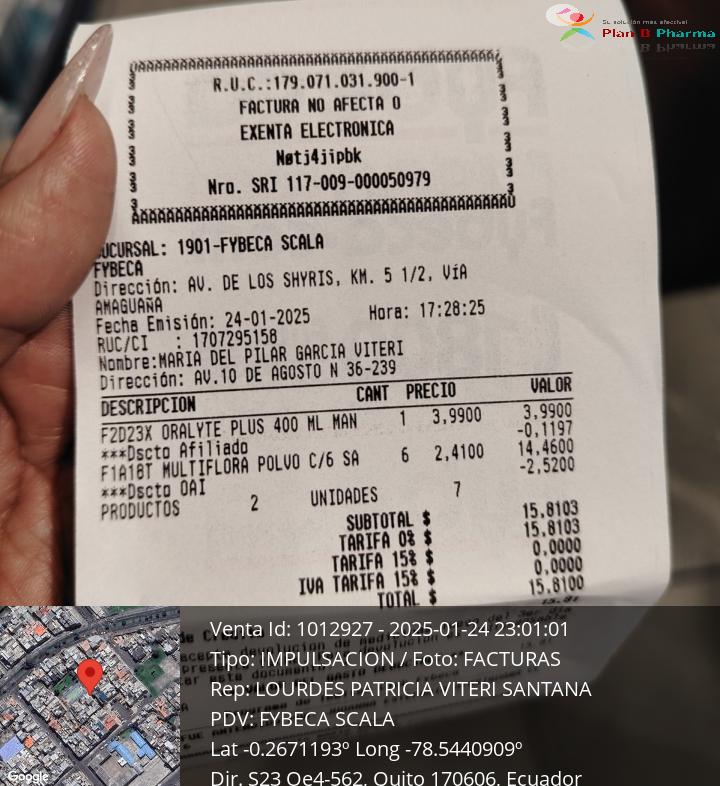 Su solución más efectiva!
Plan B Pharma
R.U.C.:179.071.031.900-1
FACTURA NO AFECTA O
EXENTA ELECTRONICA
Nøtj4jipbk
Nro. SRI 117-009-000050979
UCURSAL: 1901-FYBECA SCALA
FYBECA
Dirección: AV. DE LOS SHYRIS, KM. 5 1/2, VíA
AMAGUAñA
Fecha Emisión: 24-01-2025 Hora: 17:28:25
RUC/CI : 1707295158
Nombre:MARIA DEL PILAR GARCIA VITERI
Dirección: AV.10 DE AGOSTO N 36-239
DESCRIPCION CANT PRECIO VALOR
F2D23X ORALYTE PLUS 400 ML MAN 1 3,9900 3,9900
***Dscto Afiliado -0,1197
F1A18T MULTIFLORA POLVO C/6 SA 6 2,4100 14,4600
***Dscto OAI -2,5200
PRODUCTOS 2 UNIDADES 7
SUBTOTAL $ 15,8103
TARIFA 0% $ 15,8103
TARIFA 15% $ 0,0000
IVA TARIFA 15% $ 0,0000
TOTAL $ 15,8100
15,81
Venta Id: 1012927 - 2025-01-24 23:01:01
Tipo: IMPULSACION / Foto: FACTURAS
Rep: LOURDES PATRICIA VITERI SANTANA
PDV: FYBECA SCALA
Lat -0.2671193º Long -78.5440909º
Dir. S23 Oe4-562, Quito 170606, Ecuador
Google